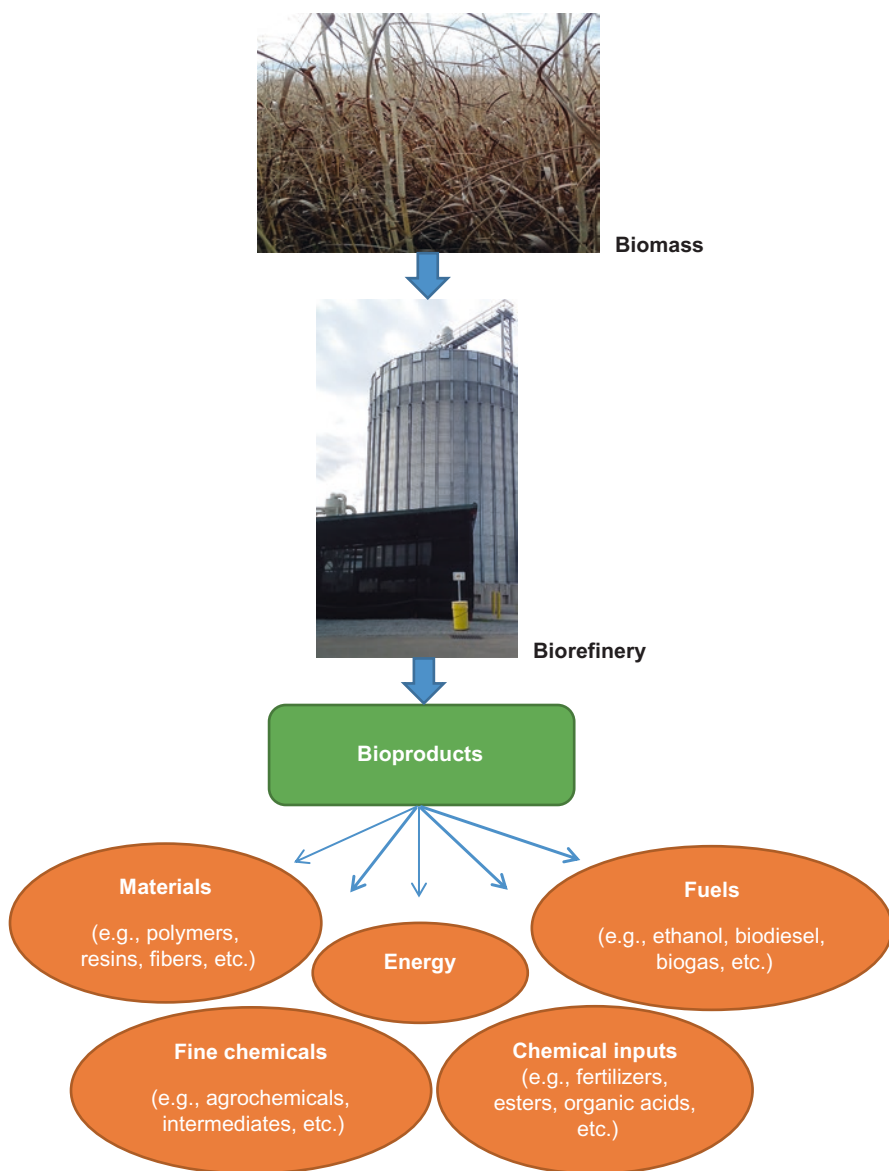 Biomass
Biorefinery
Bioproducts
Materials
(e.g., polymers,
resins, fibers, etc.)
Energy
Fuels
(e.g., ethanol, biodiesel,
biogas, etc.)
Fine chemicals
(e.g., agrochemicals,
intermediates, etc.)
Chemical inputs
(e.g., fertilizers,
esters, organic acids,
etc.)